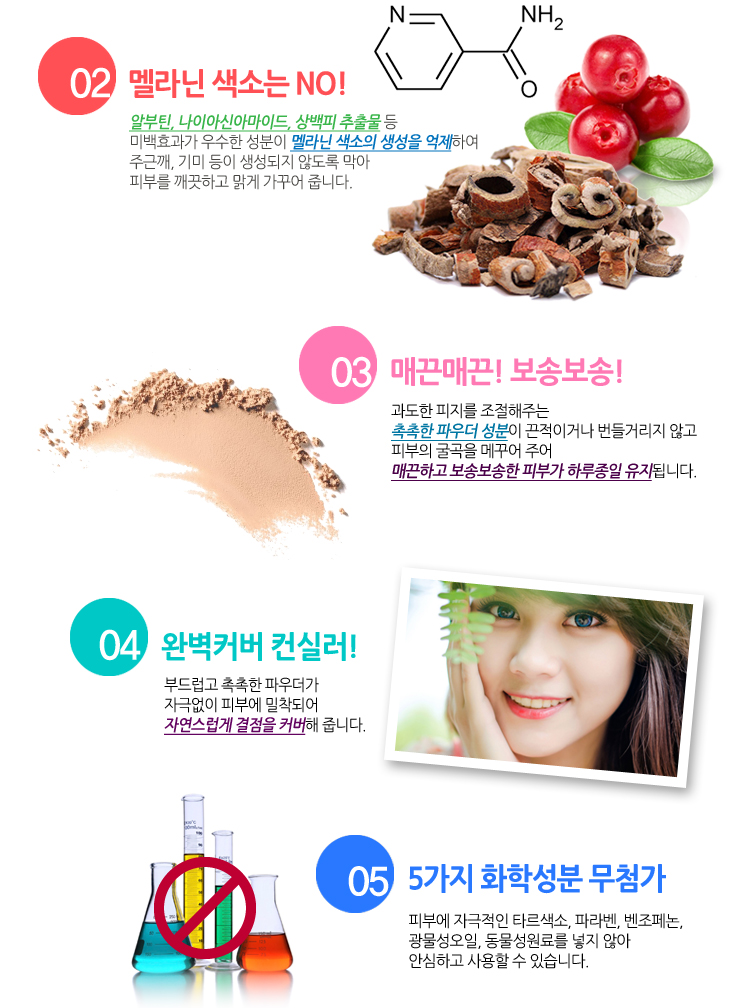 N
NH2
O
02 멜라닌 색소는 NO!
알부틴, 나이아신아마이드, 상백피 추출물 등
미백효과가 우수한 성분이 멜라닌 색소의 생성을 억제하여
주근깨, 기미 등이 생성되지 않도록 막아
피부를 깨끗하고 맑게 가꾸어 줍니다.
03 매끈매끈! 보송보송!
과도한 피지를 조절해주는
촉촉한 파우더 성분이 끈적이거나 번들거리지 않고
피부의 굴곡을 메꾸어 주어
매끈하고 보송보송한 피부가 하루종일 유지됩니다.
04 완벽커버 컨실러!
부드럽고 촉촉한 파우더가
자극없이 피부에 밀착되어
자연스럽게 결점을 커버해 줍니다.
05 5가지 화학성분 무첨가
피부에 자극적인 타르색소, 파라벤, 벤조페논,
광물성오일, 동물성원료를 넣지 않아
안심하고 사용할 수 있습니다.